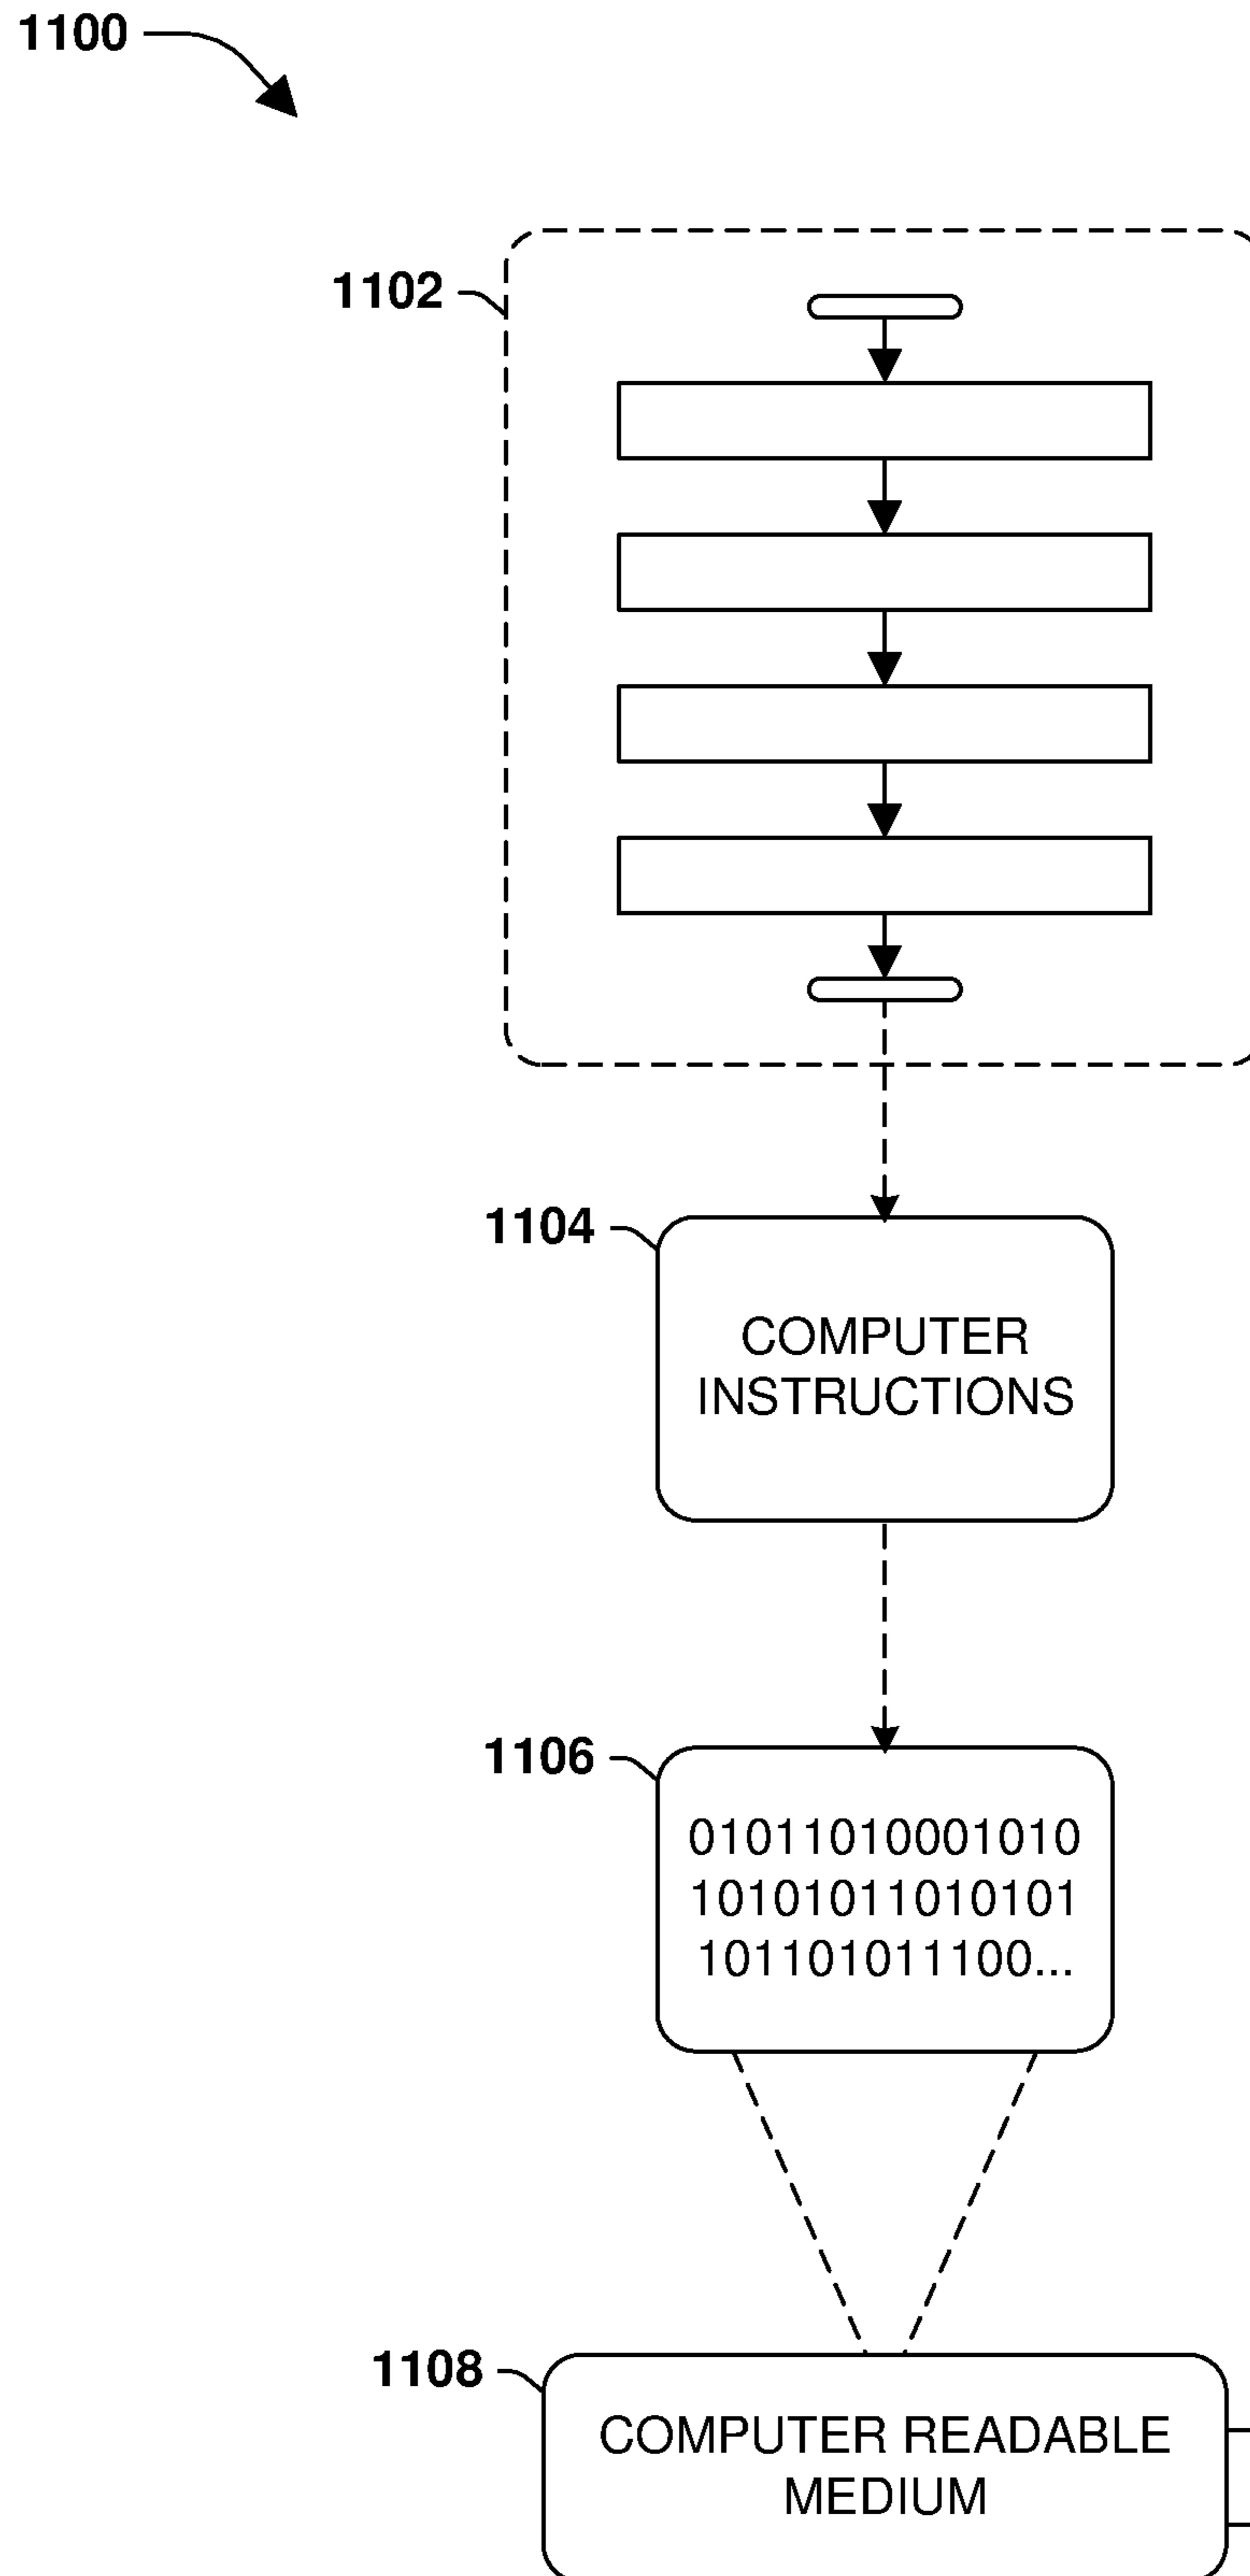 1100
1102
1104
COMPUTER
INSTRUCTIONS
1106
01011010001010
10101011010101
101101011100...
1108
COMPUTER READABLE
MEDIUM